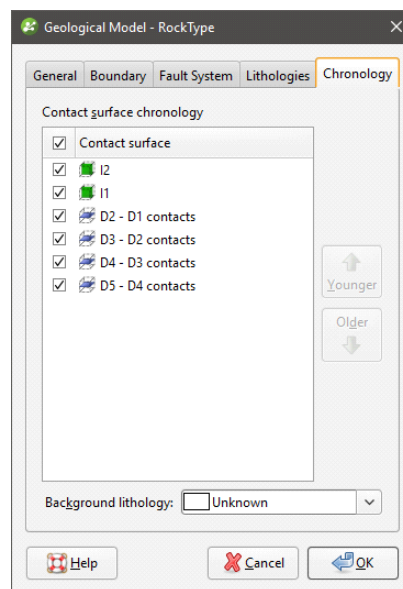 Geological Model - RockType
General Boundary Fault System Lithologies Chronology
Contact surface chronology
Contact surface
I2
I1
D2 - D1 contacts
D3 - D2 contacts
D4 - D3 contacts
D5 - D4 contacts
Younger
Older
Background lithology: Unknown
Help Cancel OK